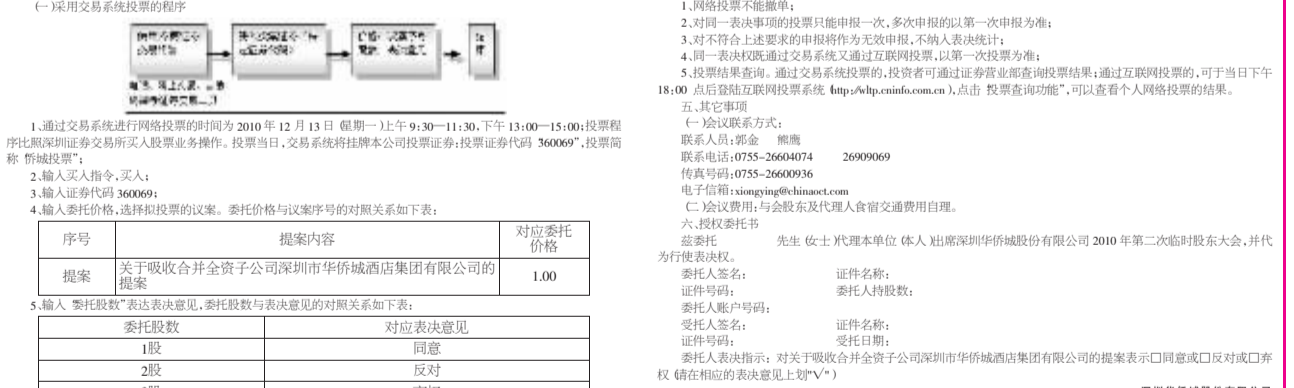 (一)采用交易系统投票的程序
1、通过交易系统进行网络投票的时间为 2010 年 12 月 13 日(星期一)上午 9:30—11:30,下午 13:00—15:00;投票程
序比照深圳证券交易所买入股票业务操作。投票当日,交易系统将挂牌本公司投票证券:投票证券代码“360069”,投票简
称“侨城投票”;
2、输入买入指令,买入;
3、输入证券代码 360069;
4、输入委托价格,选择拟投票的议案。委托价格与议案序号的对照关系如下表:
序号 提案内容 对应委托
价格
提案 关于吸收合并全资子公司深圳市华侨城酒店集团有限公司的
提案 1.00
5、输入“委托股数”表达表决意见,委托股数与表决意见的对照关系如下表:
委托股数 对应表决意见
1股 同意
2股 反对
1、网络投票不能撤单;
2、对同一表决事项的投票只能申报一次,多次申报的以第一次申报为准;
3、对不符合上述要求的申报将作为无效申报,不纳人表决统计;
4、同一表决权既通过交易系统又通过互联网投票,以第一次投票为准;
5、投票结果查询。通过交易系统投票的,投资者可通过证券营业部查询投票结果;通过互联网投票的,可于当日下午
18:00 点后登陆互联网投票系统(http://wltp.cninfo.com.cn),点击“投票查询功能”,可以查看个人网络投票的结果。
五、其它事项
(一)会议联系方式:
联系人员:郭金 熊鹰
联系电话:0755-26604074 26909069
传真号码:0755-26600936
电子信箱:xiongying@chinaoct.com
(二)会议费用:与会股东及代理人食宿交通费用自理。
六、授权委托书
兹委托 先生(女士)代理本单位(本人)出席深圳华侨城股份有限公司 2010 年第二次临时股东大会,并代
为行使表决权。
委托人签名: 证件名称:
证件号码: 委托人持股数:
委托人账户号码:
受托人签名: 证件名称:
证件号码: 受托日期:
委托人表决指示:对关于吸收合并全资子公司深圳市华侨城酒店集团有限公司的提案表示□同意或□反对或□弃
权(请在相应的表决意见上划"√")